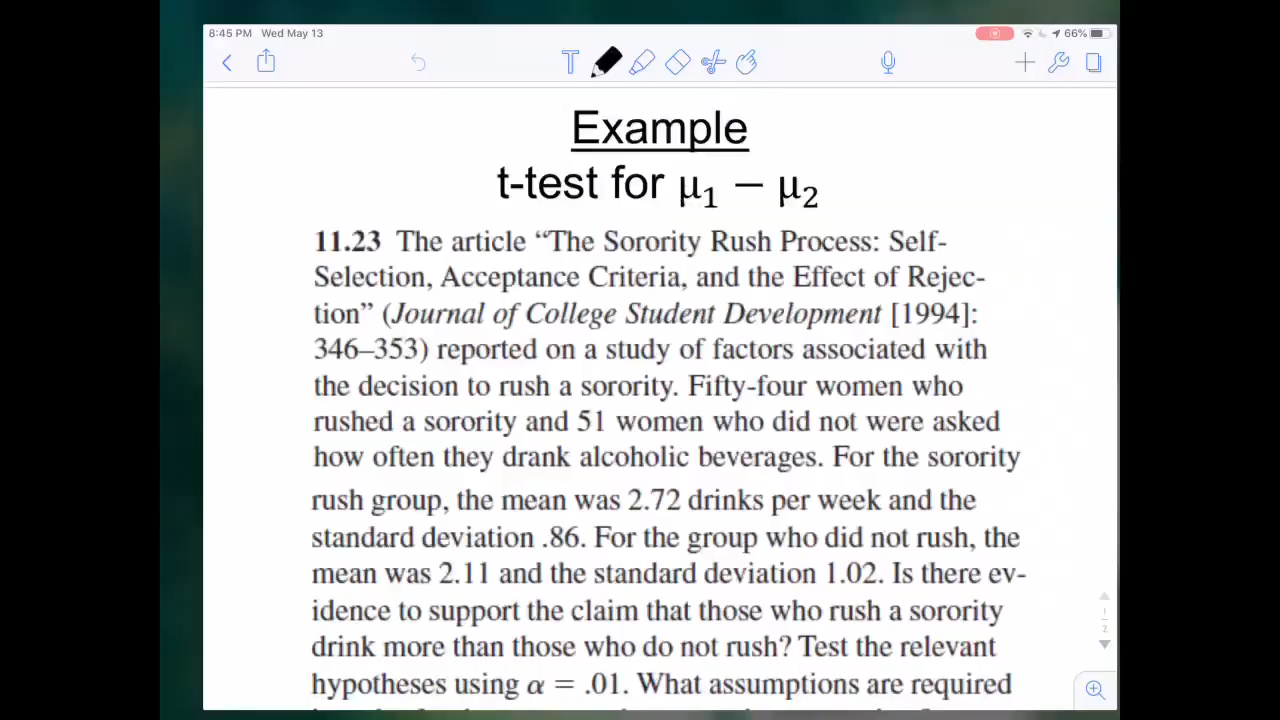 8:45 PM Wed May 13
66%
T
Example
t-test for μ₁ − μ₂
11.23 The article “The Sorority Rush Process: Self-
Selection, Acceptance Criteria, and the Effect of Rejec-
tion” (Journal of College Student Development [1994]:
346–353) reported on a study of factors associated with
the decision to rush a sorority. Fifty-four women who
rushed a sorority and 51 women who did not were asked
how often they drank alcoholic beverages. For the sorority
rush group, the mean was 2.72 drinks per week and the
standard deviation .86. For the group who did not rush, the
mean was 2.11 and the standard deviation 1.02. Is there ev-
idence to support the claim that those who rush a sorority
drink more than those who do not rush? Test the relevant
hypotheses using α = .01. What assumptions are required
1
2